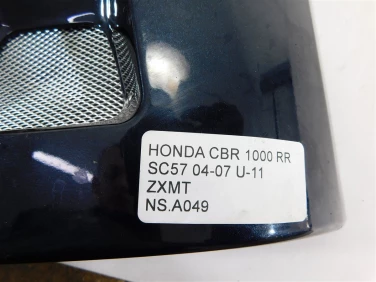 HONDA CBR 1000 RR
SC57 04-07 U-11
ZXMT
NS.A049